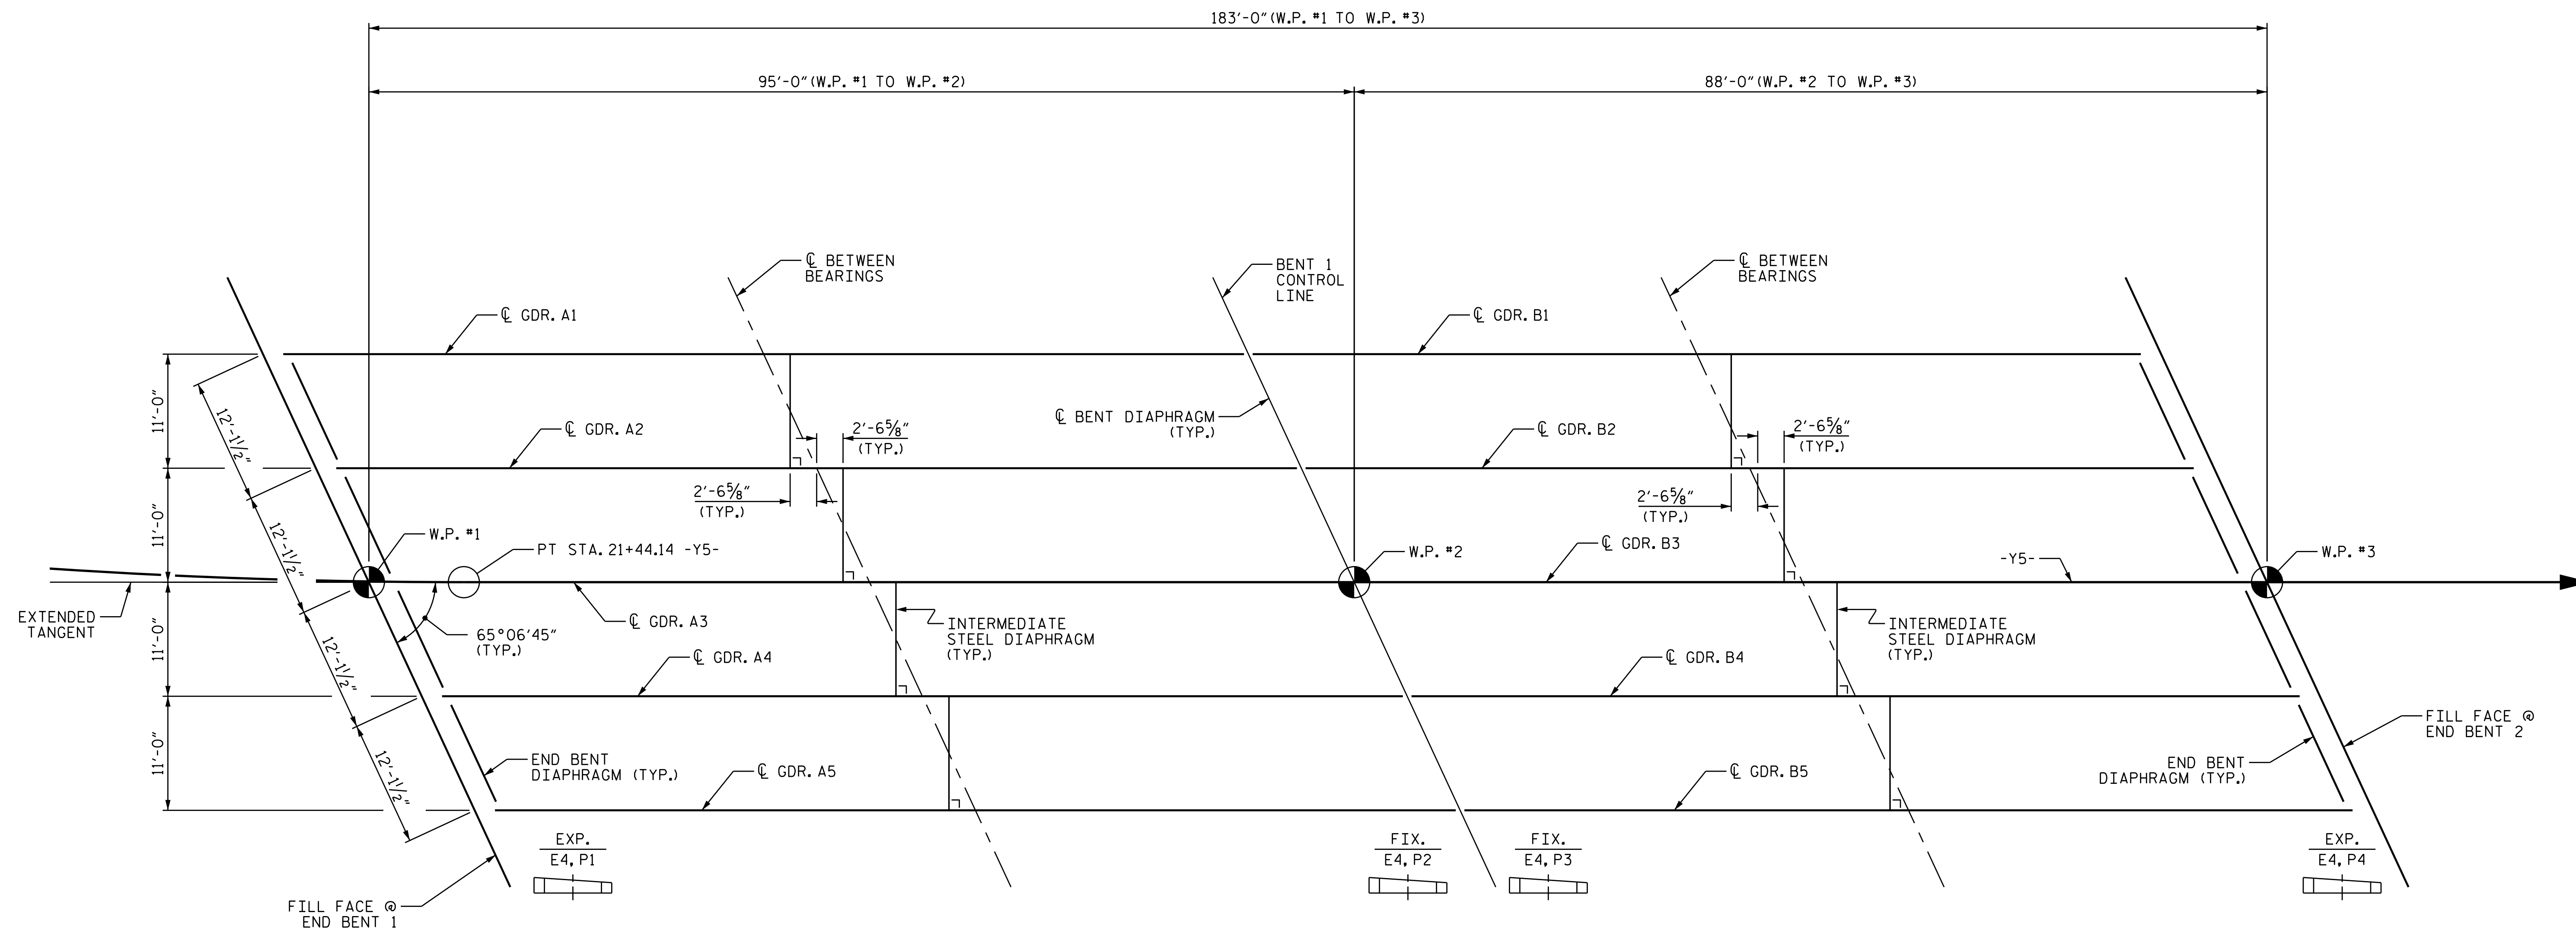 183'-0" (W.P. #1 TO W.P. #3)
95'-0" (W.P. #1 TO W.P. #2)
88'-0" (W.P. #2 TO W.P. #3)
℄ BETWEEN
BEARINGS
BENT 1
CONTROL
LINE
℄ BETWEEN
BEARINGS
℄ GDR. A1
℄ GDR. B1
11'-0"
12'-1½"
℄ GDR. A2
2'-6⅝"
(TYP.)
℄ BENT DIAPHRAGM
(TYP.)
℄ GDR. B2
2'-6⅝"
(TYP.)
2'-6⅝"
(TYP.)
2'-6⅝"
(TYP.)
11'-0"
12'-1½"
W.P. #1
PT STA. 21+44.14 -Y5-
W.P. #2
℄ GDR. B3
-Y5-
W.P. #3
EXTENDED
TANGENT
65°06'45"
(TYP.)
℄ GDR. A3
INTERMEDIATE
STEEL DIAPHRAGM
(TYP.)
INTERMEDIATE
STEEL DIAPHRAGM
(TYP.)
11'-0"
12'-1½"
℄ GDR. A4
℄ GDR. B4
11'-0"
12'-1½"
END BENT
DIAPHRAGM (TYP.)
℄ GDR. A5
℄ GDR. B5
END BENT
DIAPHRAGM (TYP.)
FILL FACE @
END BENT 2
EXP.
E4, P1
FIX.
E4, P2
FIX.
E4, P3
EXP.
E4, P4
FILL FACE @
END BENT 1